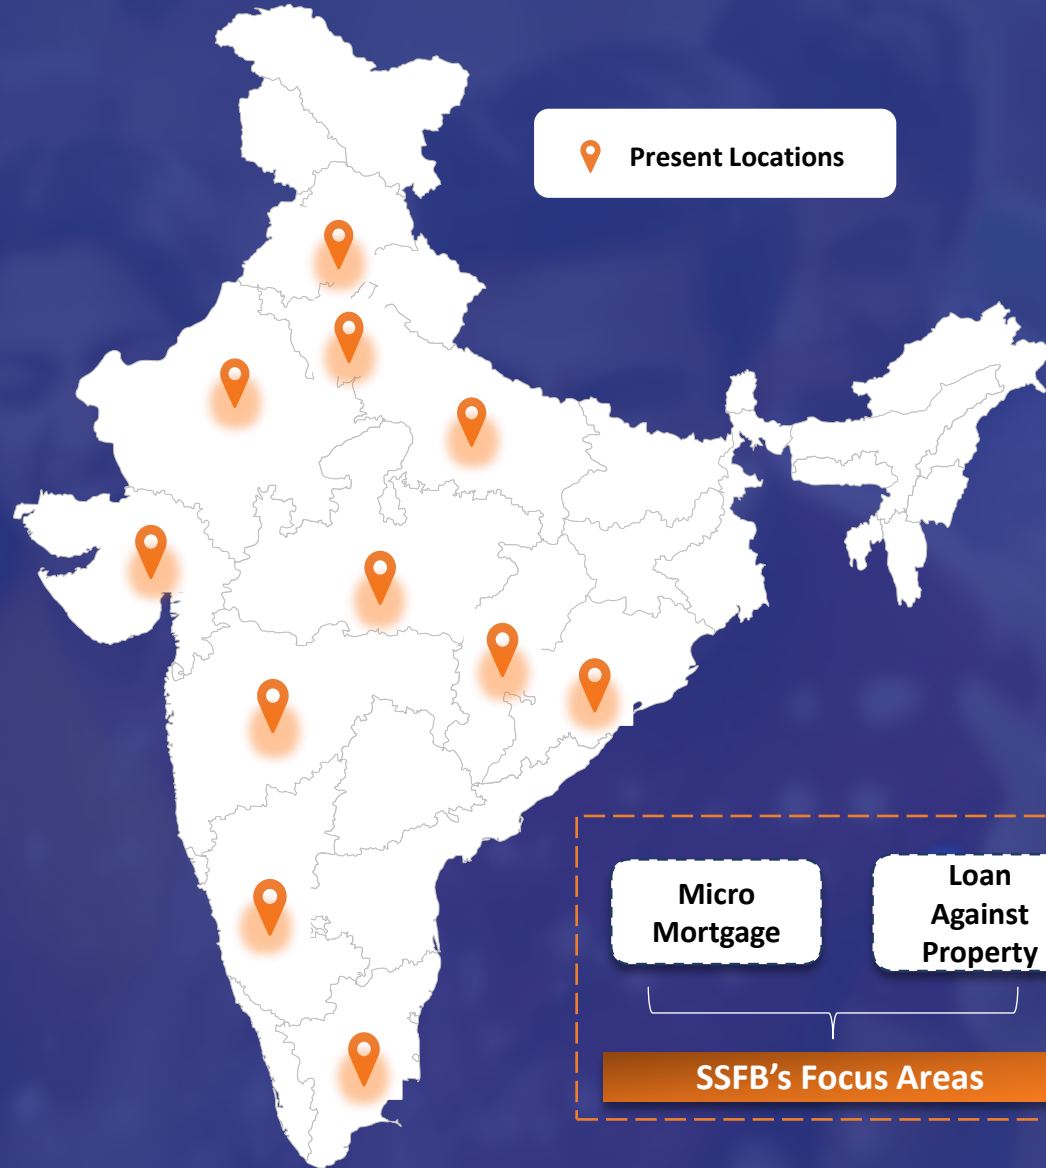 Present Locations
Micro
Mortgage
Loan
Against
Property
SSFB’s Focus Areas